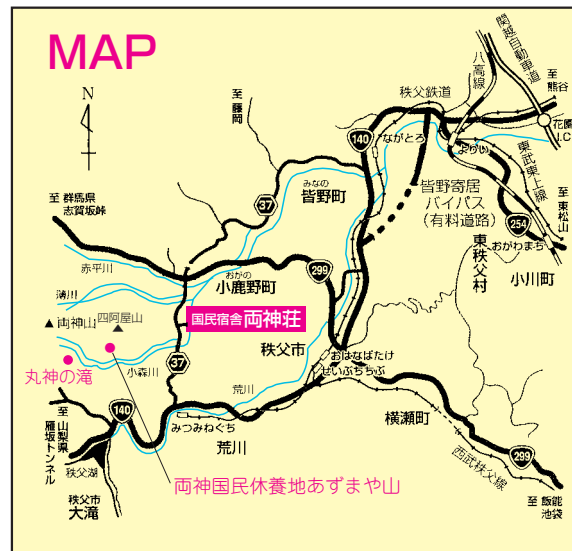 MAP
N
至藤岡
秩父鉄道
八高線
関越自動車道
至熊谷
花園I.C
140
ながとろ
よりい
東武東上線
至東松山
皆野寄居
バイパス
(有料道路)
254
おがわまち
小川町
東秩父村
みなの
皆野町
37
至 群馬県
志賀坂峠
赤平川
おがの
小鹿野町
299
薄川
四阿屋山
▲両神山
国民宿舎 両神荘
秩父市
丸神の滝
小森川
37
荒川
おはなばたけ
せいぶちちぶ
至山梨県
雁坂トンネル
140
みつみねぐち
荒川
横瀬町
299
西武秩父線
秩父湖
秩父市
大滝
両神国民休養地あずまや山
至 飯能
池袋